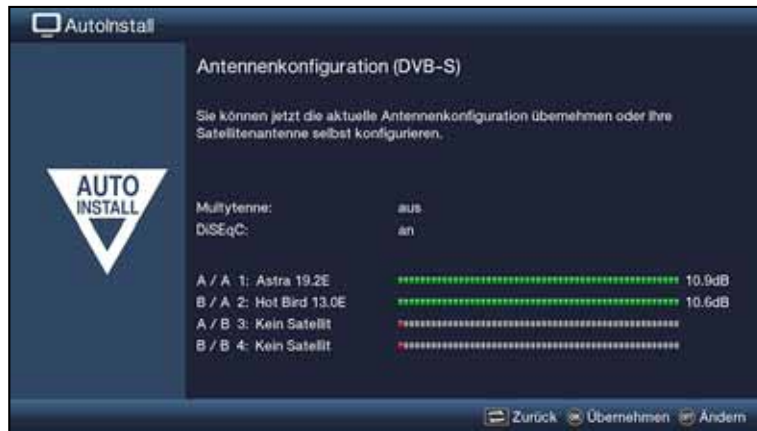 AutoInstall
Antennenkonfiguration (DVB-S)
Sie können jetzt die aktuelle Antennenkonfiguration übernehmen oder Ihre
Satellitenantenne selbst konfigurieren.
AUTO
INSTALL
Multytenne: aus
DiSEqC: an
A / A 1: Astra 19.2E 10.9dB
B / A 2: Hot Bird 13.0E 10.6dB
A / B 3: Kein Satellit
B / B 4: Kein Satellit
Zurück OK Übernehmen OPT Ändern